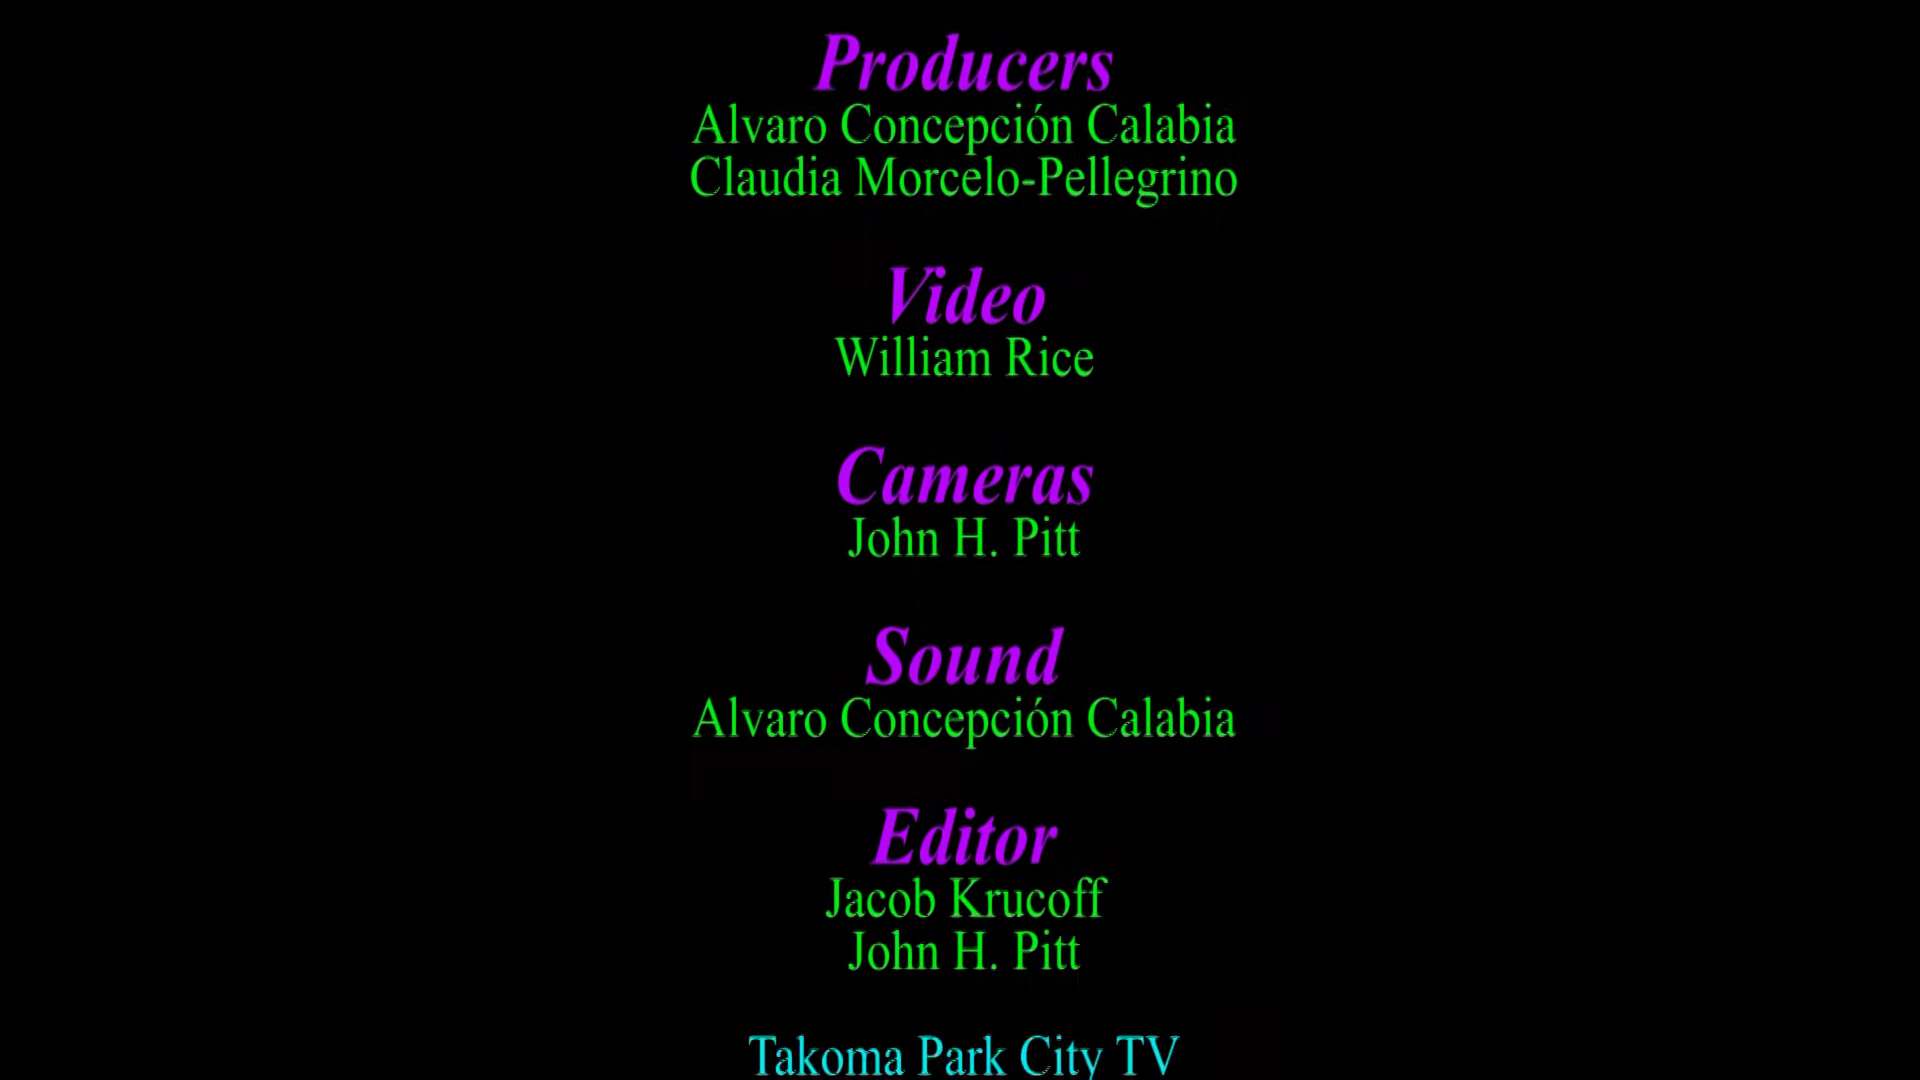 Producers
Alvaro Concepción Calabia
Claudia Morcelo-Pellegrino
Video
William Rice
Cameras
John H. Pitt
Sound
Alvaro Concepción Calabia
Editor
Jacob Krucoff
John H. Pitt
Takoma Park City TV